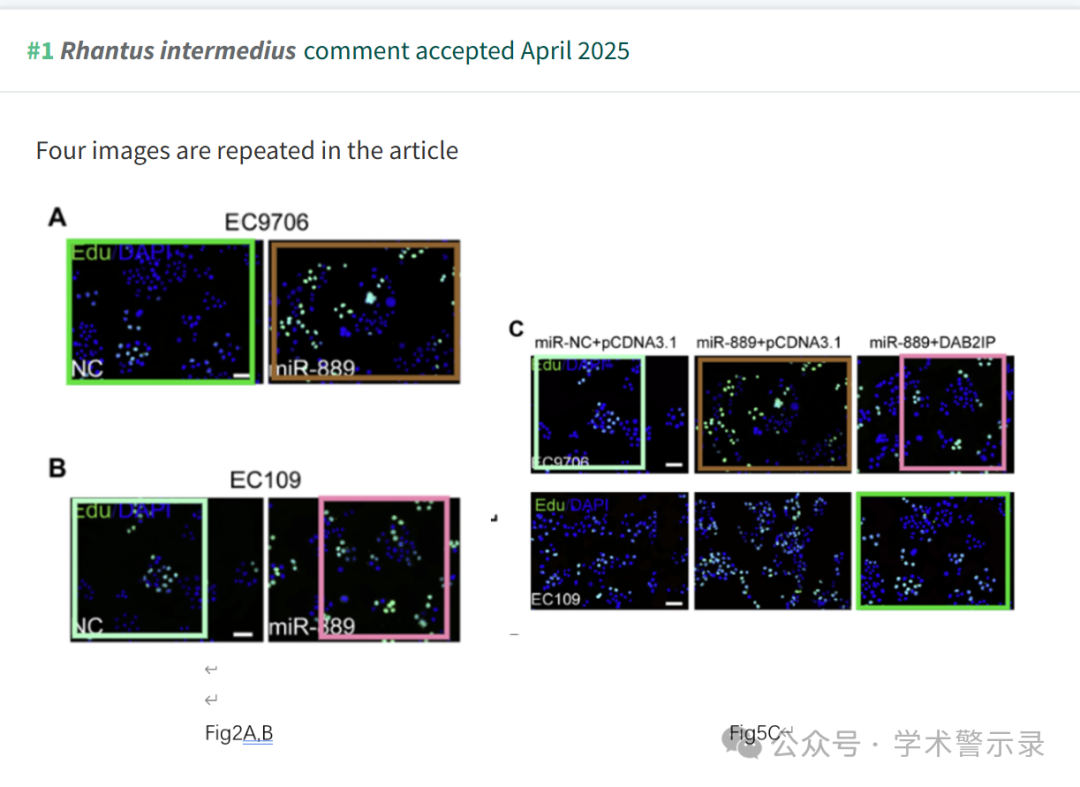 #1 Rhantus intermedius comment accepted April 2025
Four images are repeated in the article
A
EC9706
Edu/DAPI
NC
miR-889
B
EC109
Edu/DAPI
NC
miR-889
C
miR-NC+pCDNA3.1 miR-889+pCDNA3.1 miR-889+DAB2IP
Edu/DAPI
EC9706
Edu/DAPI
EC109
Fig2A,B
Fig5C
公众号 · 学术警示录